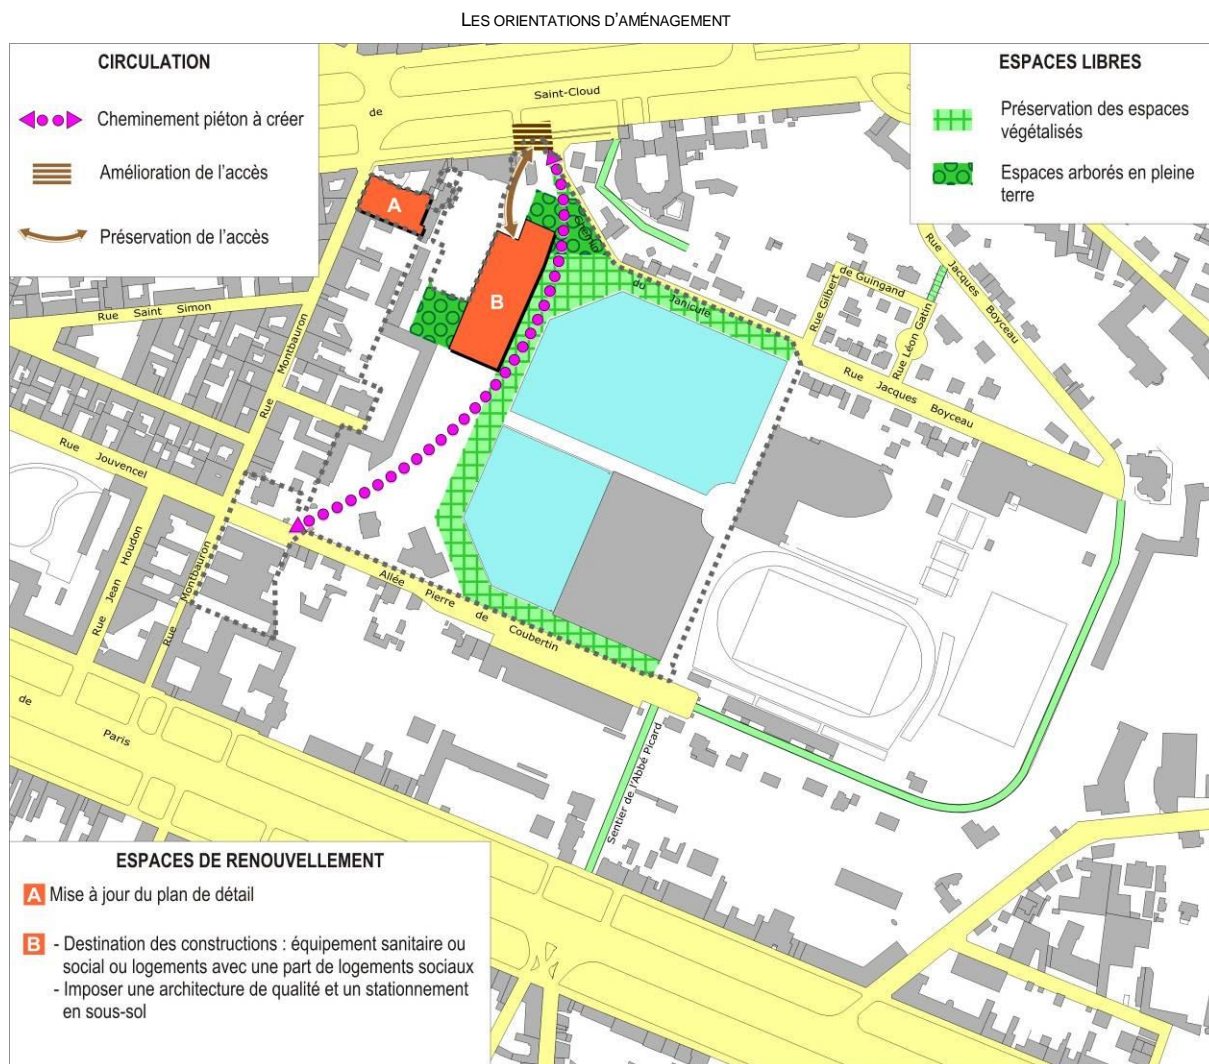 LES ORIENTATIONS D'AMÉNAGEMENT
CIRCULATION
Cheminement piéton à créer
Amélioration de l'accès
Préservation de l'accès
ESPACES LIBRES
Préservation des espaces
végétalisés
Espaces arborés en pleine
terre
de
Saint-Cloud
A
B
Chemin
du Janicule
Rue Gilbert
de Guingand
Rue Léon Gatin
Rue Jacques Boyceau
Rue Jacques Boyceau
Rue Saint Simon
Rue Montbauron
Rue Jouvencel
Rue Jean Houdon
Rue Montbauron
Allée Pierre de Coubertin
Sentier de l'Abbé Picard
de Paris
ESPACES DE RENOUVELLEMENT
A Mise à jour du plan de détail
B - Destination des constructions : équipement sanitaire ou
social ou logements avec une part de logements sociaux
- Imposer une architecture de qualité et un stationnement
en sous-sol